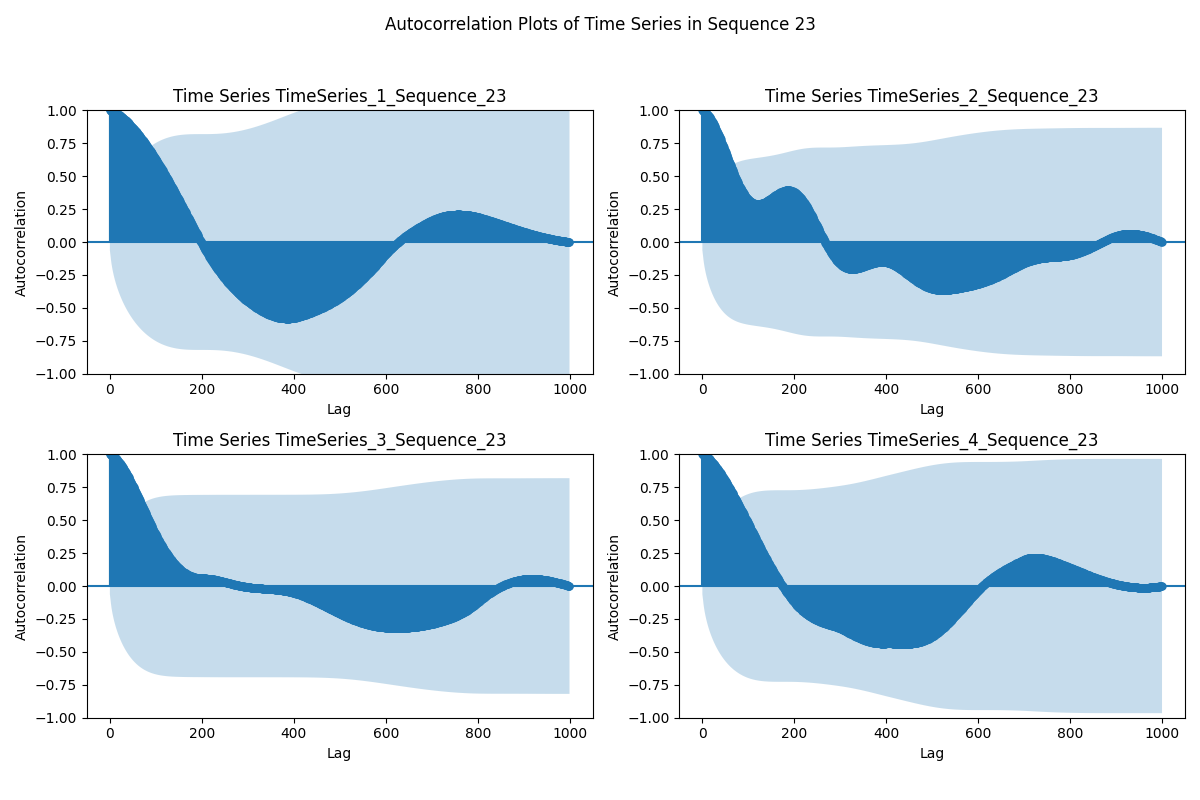 Autocorrelation Plots of Time Series in Sequence 23
Time Series TimeSeries_1_Sequence_23
Autocorrelation
1.00
0.75
0.50
0.25
0.00
−0.25
−0.50
−0.75
−1.00
0 200 400 600 800 1000
Lag
Time Series TimeSeries_2_Sequence_23
Autocorrelation
1.00
0.75
0.50
0.25
0.00
−0.25
−0.50
−0.75
−1.00
0 200 400 600 800 1000
Lag
Time Series TimeSeries_3_Sequence_23
Autocorrelation
1.00
0.75
0.50
0.25
0.00
−0.25
−0.50
−0.75
−1.00
0 200 400 600 800 1000
Lag
Time Series TimeSeries_4_Sequence_23
Autocorrelation
1.00
0.75
0.50
0.25
0.00
−0.25
−0.50
−0.75
−1.00
0 200 400 600 800 1000
Lag